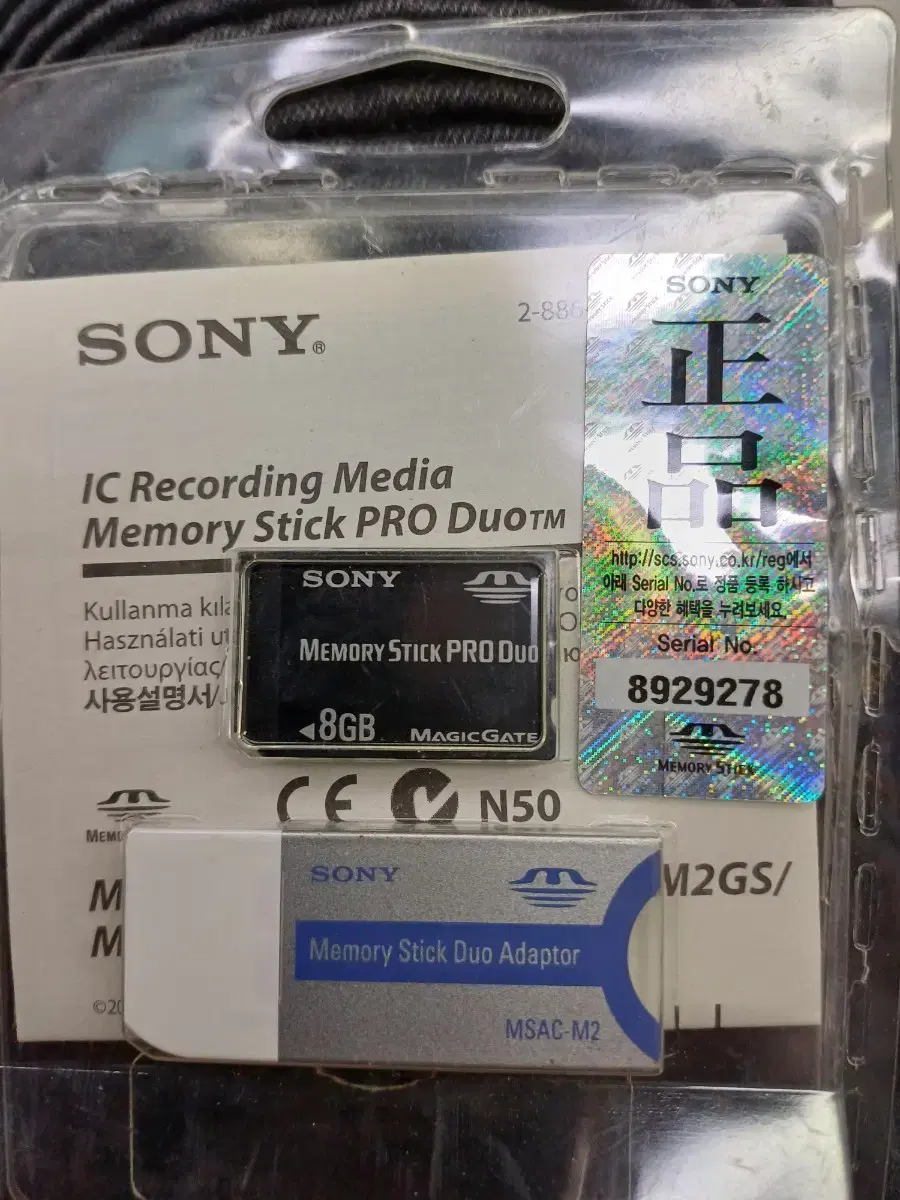 SONY®
2-886
IC Recording Media
Memory Stick PRO Duo™
Kullanma kıla
Használati ut
λειτουργίας/
사용설명서/
SONY
MEMORY STICK PRO DUO
◄8GB MAGICGATE
SONY
正
品
http://scs.sony.co.kr/reg에서
아래 Serial No.로 정품 등록 하시고
다양한 혜택을 누려보세요.
Serial No.
8929278
MEMORY STICK
CE N50
MEMO
M
M2GS/
M
©20
SONY
Memory Stick Duo Adaptor
MSAC-M2